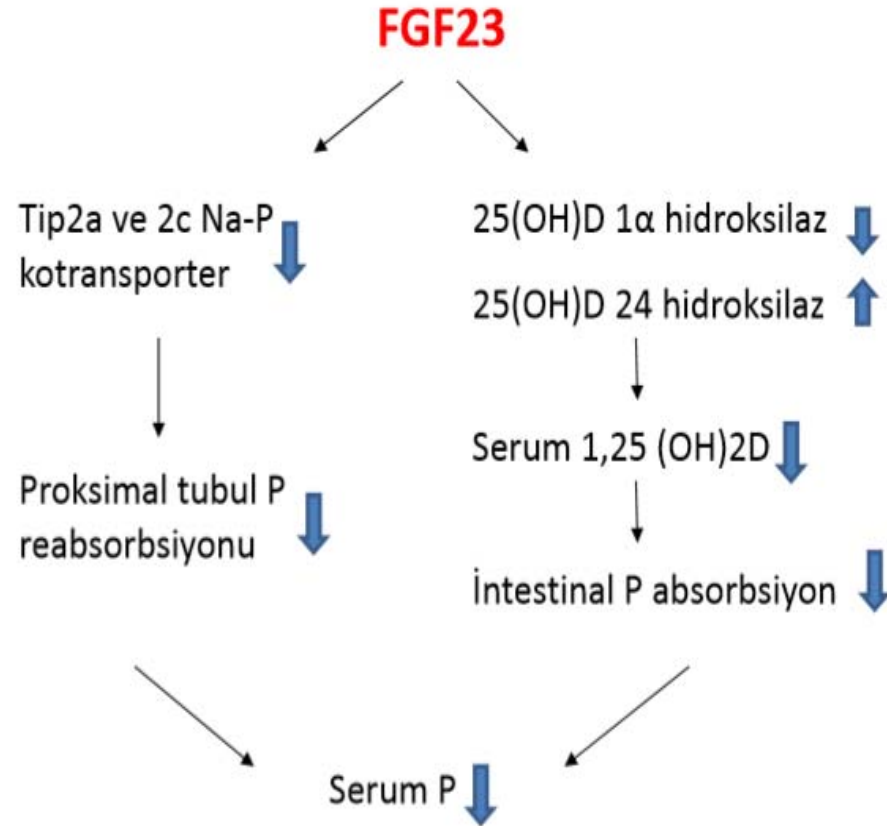 FGF23
Tip2a ve 2c Na-P
kotransporter
Proksimal tubul P
reabsorbsiyonu
25(OH)D 1α hidroksilaz
25(OH)D 24 hidroksilaz
Serum 1,25 (OH)2D
İntestinal P absorbsiyon
Serum P